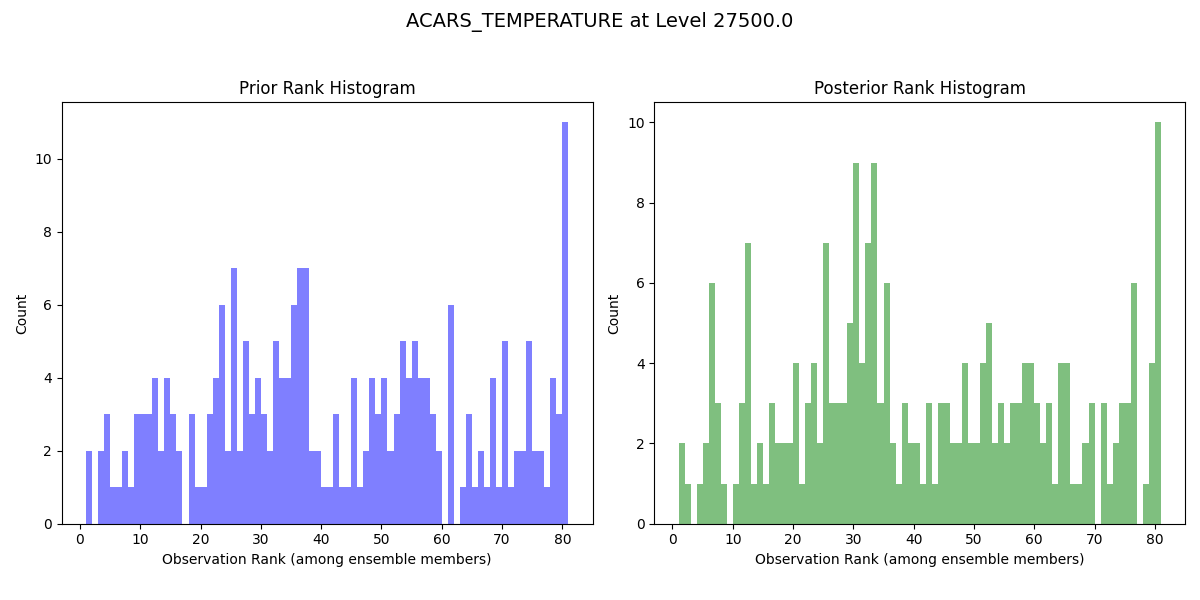 ACARS_TEMPERATURE at Level 27500.0
Prior Rank Histogram
Count
10
8
6
4
2
0
0 10 20 30 40 50 60 70 80
Observation Rank (among ensemble members)
Posterior Rank Histogram
Count
10
8
6
4
2
0
0 10 20 30 40 50 60 70 80
Observation Rank (among ensemble members)